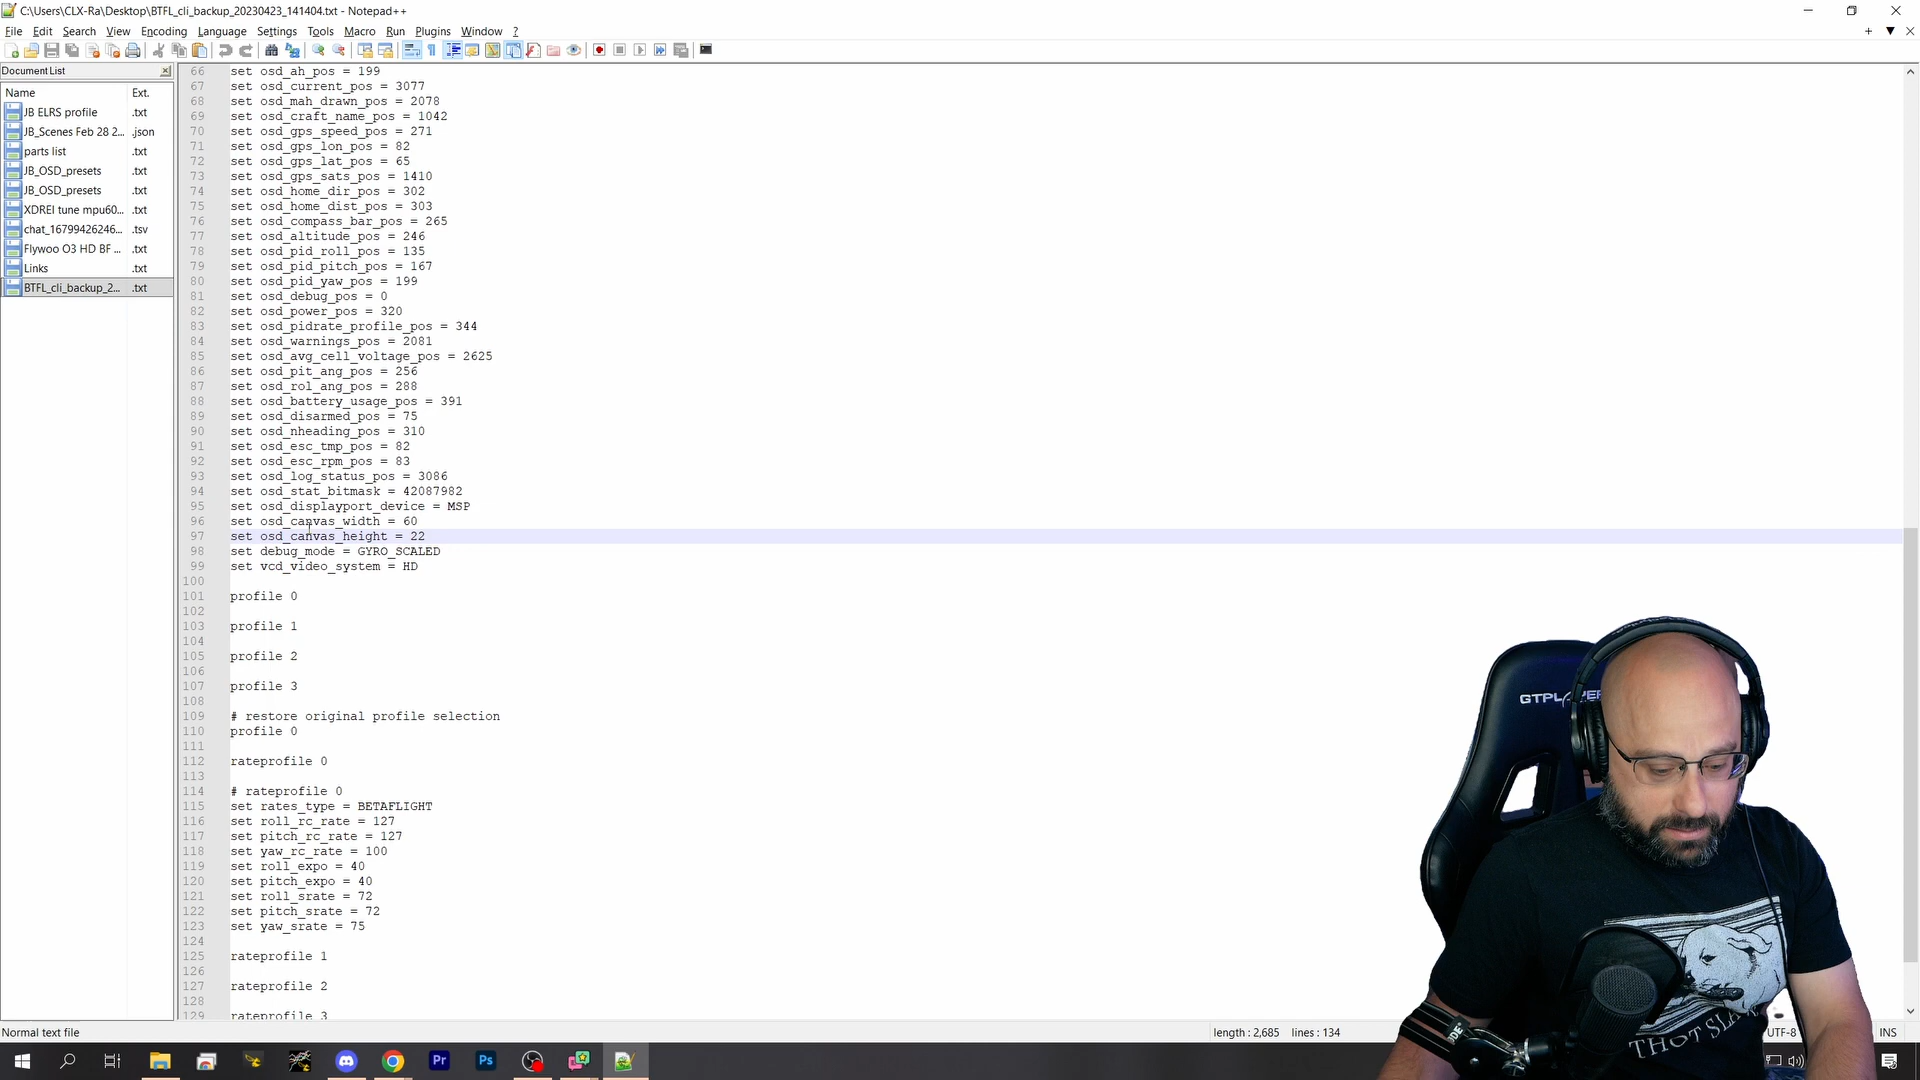 C:\Users\CLX-Ra\Desktop\BTFL_cli_backup_20230423_141404.txt - Notepad++
File Edit Search View Encoding Language Settings Tools Macro Run Plugins Window ?
Document List
Name Ext.
JB ELRS profile .txt
JB_Scenes Feb 28 2... .json
parts list .txt
JB_OSD_presets .txt
JB_OSD_presets .txt
XDREI tune mpu60... .txt
chat_16799426246... .tsv
Flywoo O3 HD BF ... .txt
Links .txt
BTFL_cli_backup_2... .txt
66 set osd_ah_pos = 199
67 set osd_current_pos = 3077
68 set osd_mah_drawn_pos = 2078
69 set osd_craft_name_pos = 1042
70 set osd_gps_speed_pos = 271
71 set osd_gps_lon_pos = 82
72 set osd_gps_lat_pos = 65
73 set osd_gps_sats_pos = 1410
74 set osd_home_dir_pos = 302
75 set osd_home_dist_pos = 303
76 set osd_compass_bar_pos = 265
77 set osd_altitude_pos = 246
78 set osd_pid_roll_pos = 135
79 set osd_pid_pitch_pos = 167
80 set osd_pid_yaw_pos = 199
81 set osd_debug_pos = 0
82 set osd_power_pos = 320
83 set osd_pidrate_profile_pos = 344
84 set osd_warnings_pos = 2081
85 set osd_avg_cell_voltage_pos = 2625
86 set osd_pit_ang_pos = 256
87 set osd_rol_ang_pos = 288
88 set osd_battery_usage_pos = 391
89 set osd_disarmed_pos = 75
90 set osd_nheading_pos = 310
91 set osd_esc_tmp_pos = 82
92 set osd_esc_rpm_pos = 83
93 set osd_log_status_pos = 3086
94 set osd_stat_bitmask = 42087982
95 set osd_displayport_device = MSP
96 set osd_canvas_width = 60
97 set osd_canvas_height = 22
98 set debug_mode = GYRO_SCALED
99 set vcd_video_system = HD
100
101 profile 0
102
103 profile 1
104
105 profile 2
106
107 profile 3
108
109 # restore original profile selection
110 profile 0
111
112 rateprofile 0
113
114 # rateprofile 0
115 set rates_type = BETAFLIGHT
116 set roll_rc_rate = 127
117 set pitch_rc_rate = 127
118 set yaw_rc_rate = 100
119 set roll_expo = 40
120 set pitch_expo = 40
121 set roll_srate = 72
122 set pitch_srate = 72
123 set yaw_srate = 75
124
125 rateprofile 1
126
127 rateprofile 2
128
129 rateprofile 3
Normal text file length : 2,685 lines : 134 UTF-8 INS
Pr Ps
GTPL
THOT SLA